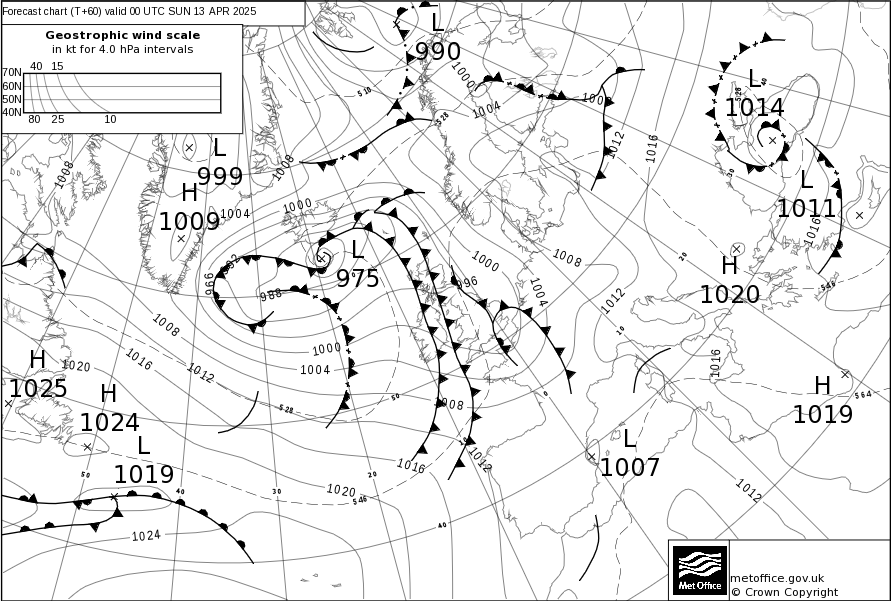 Forecast chart (T+60) valid 00 UTC SUN 13 APR 2025
Geostrophic wind scale
in kt for 4.0 hPa intervals
40 15
70N
60N
50N
40N
80 25 10
L
990
L
999
H
1009
L
975
L
1014
L
1011
H
1020
H
1025
H
1024
L
1019
H
1019
L
1007
510
528
1000
1004
1012
1016
1008
1008
1004
1000
992
996
988
996
1000
1004
1008
1012
1016
1008
1016
1020
1012
1000
1004
528
1008
1012
1016
1020
546
1024
50
40
30
20
10
0
10
20
30
40
50
40
1016
1012
564
546
528
metoffice.gov.uk
© Crown Copyright
Met Office